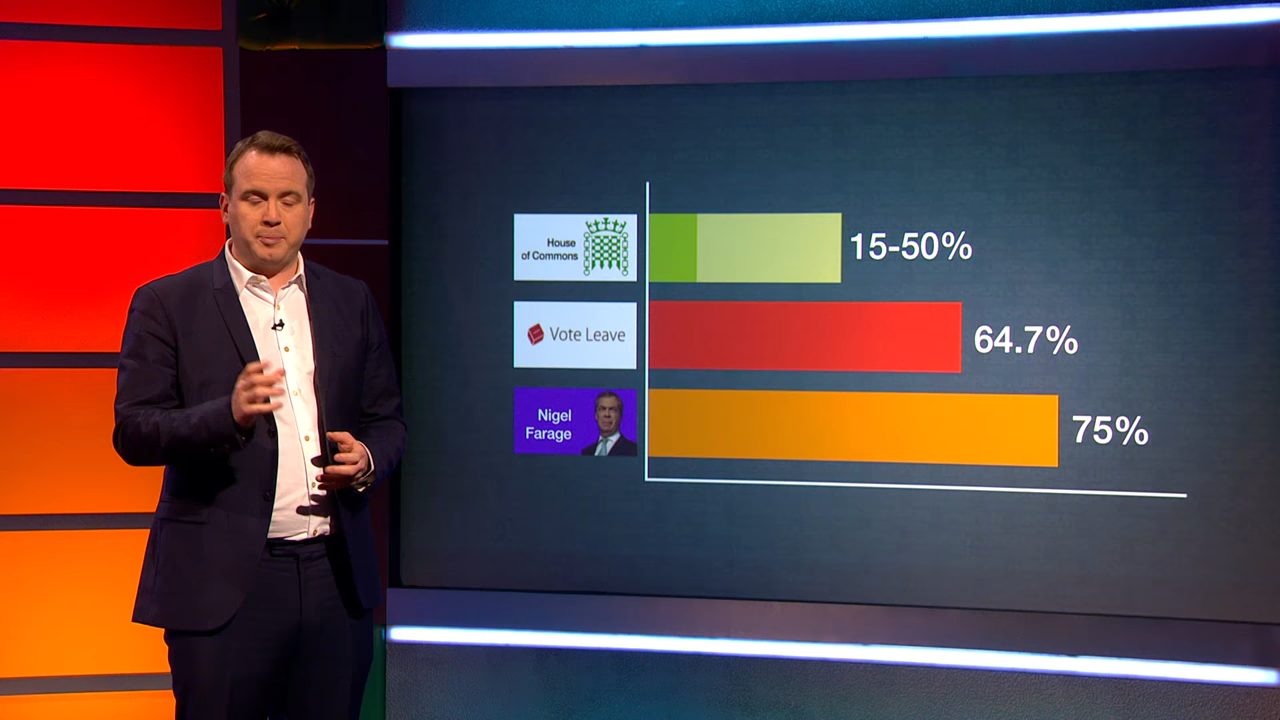 House
of Commons
15-50%
Vote Leave
64.7%
Nigel
Farage
75%